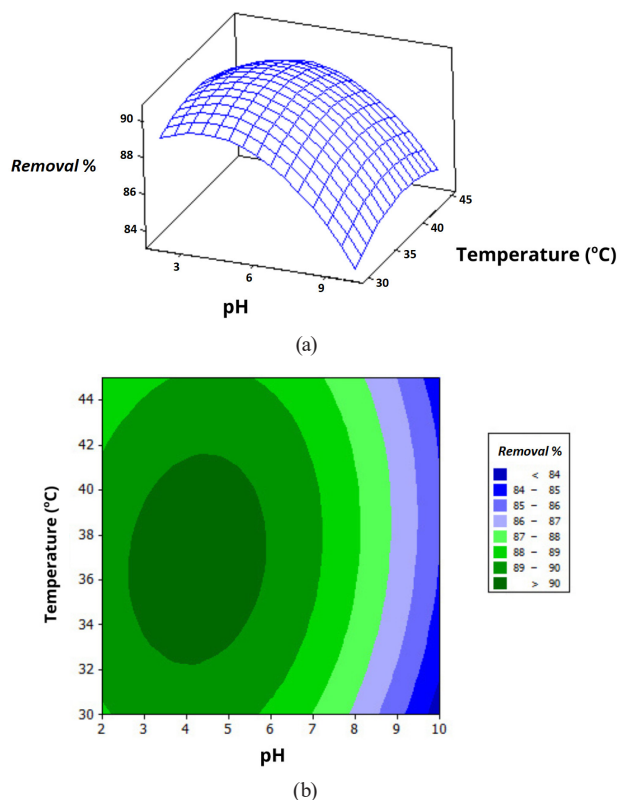 90
88
Removal %
86
84
3
6
9
pH
30
35
40
45
Temperature (°C)
(a)
44
42
40
38
36
34
32
30
Temperature (°C)
2 3 4 5 6 7 8 9 10
pH
Removal %
< 84
84 – 85
85 – 86
86 – 87
87 – 88
88 – 89
89 – 90
> 90
(b)